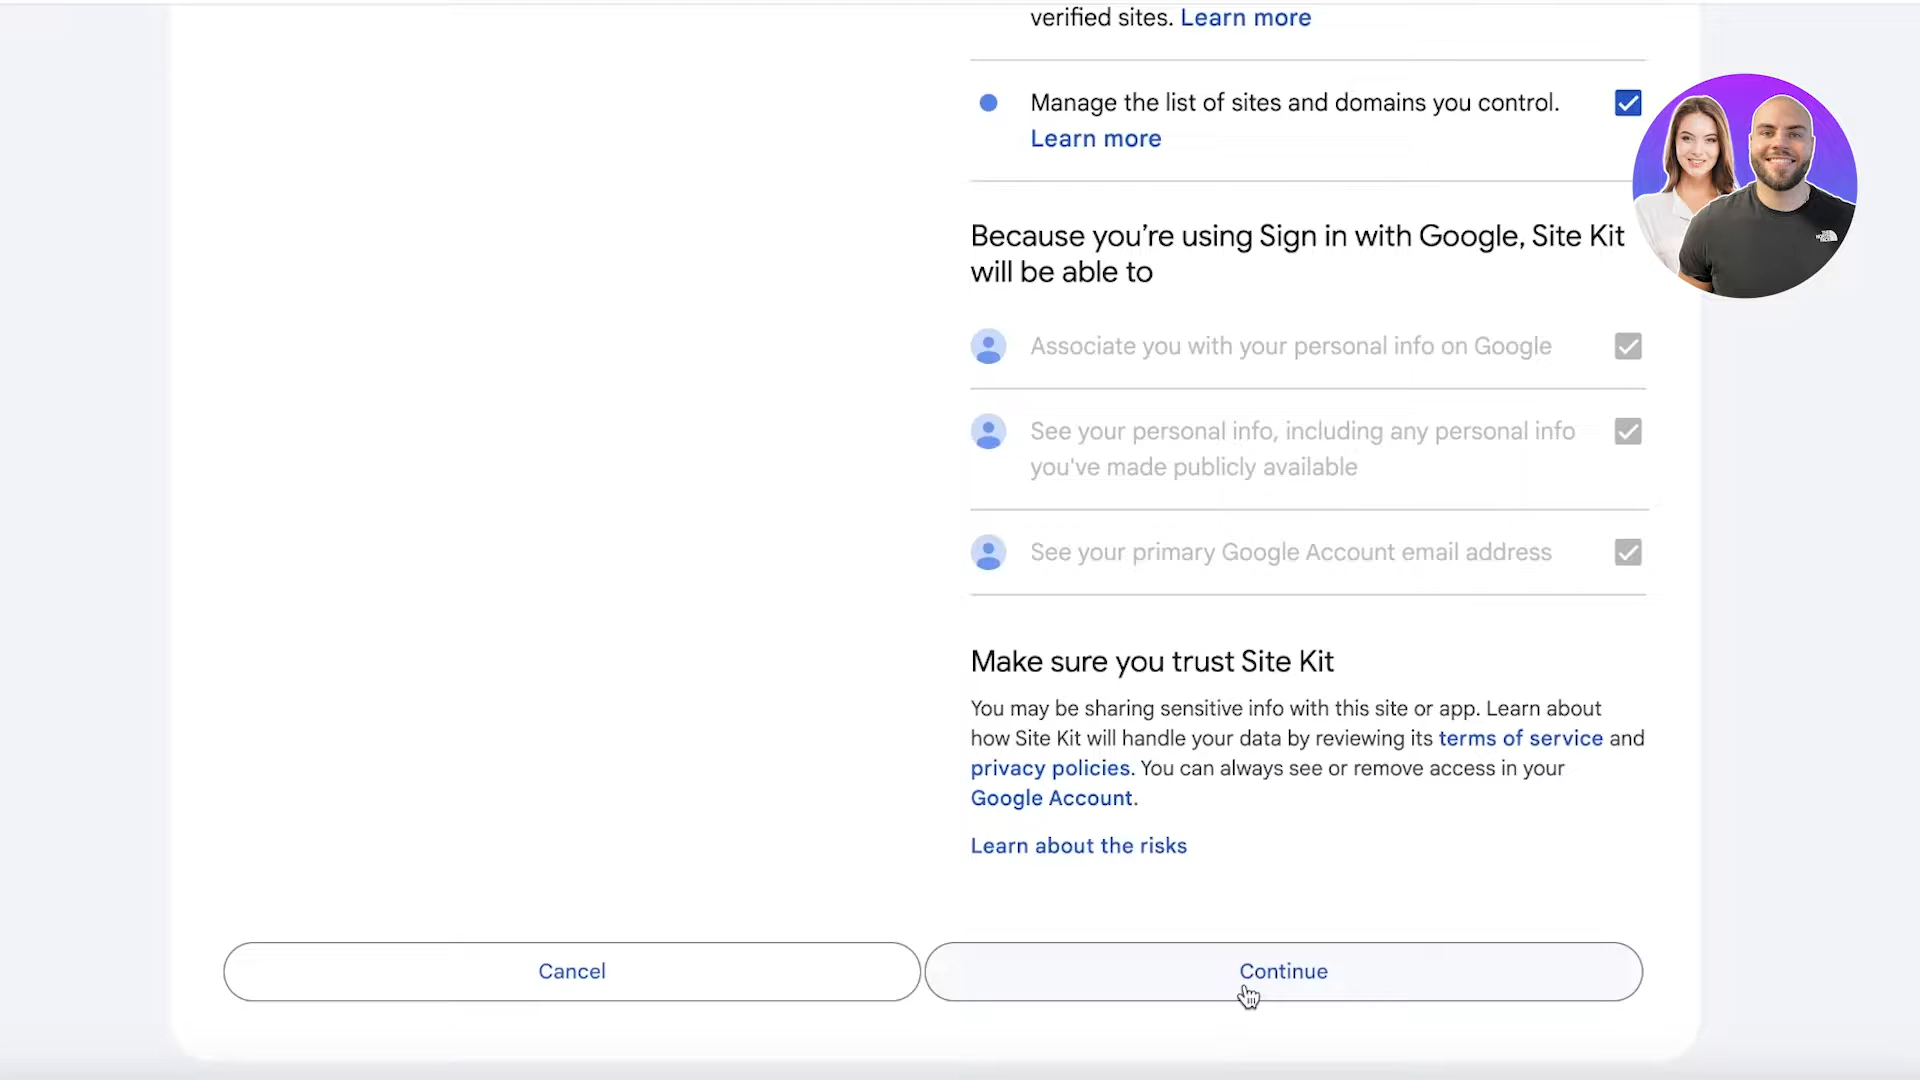 verified sites. Learn more
Manage the list of sites and domains you control.
Learn more
Because you’re using Sign in with Google, Site Kit
will be able to
Associate you with your personal info on Google
See your personal info, including any personal info
you've made publicly available
See your primary Google Account email address
Make sure you trust Site Kit
You may be sharing sensitive info with this site or app. Learn about
how Site Kit will handle your data by reviewing its terms of service and
privacy policies. You can always see or remove access in your
Google Account.
Learn about the risks
Cancel
Continue